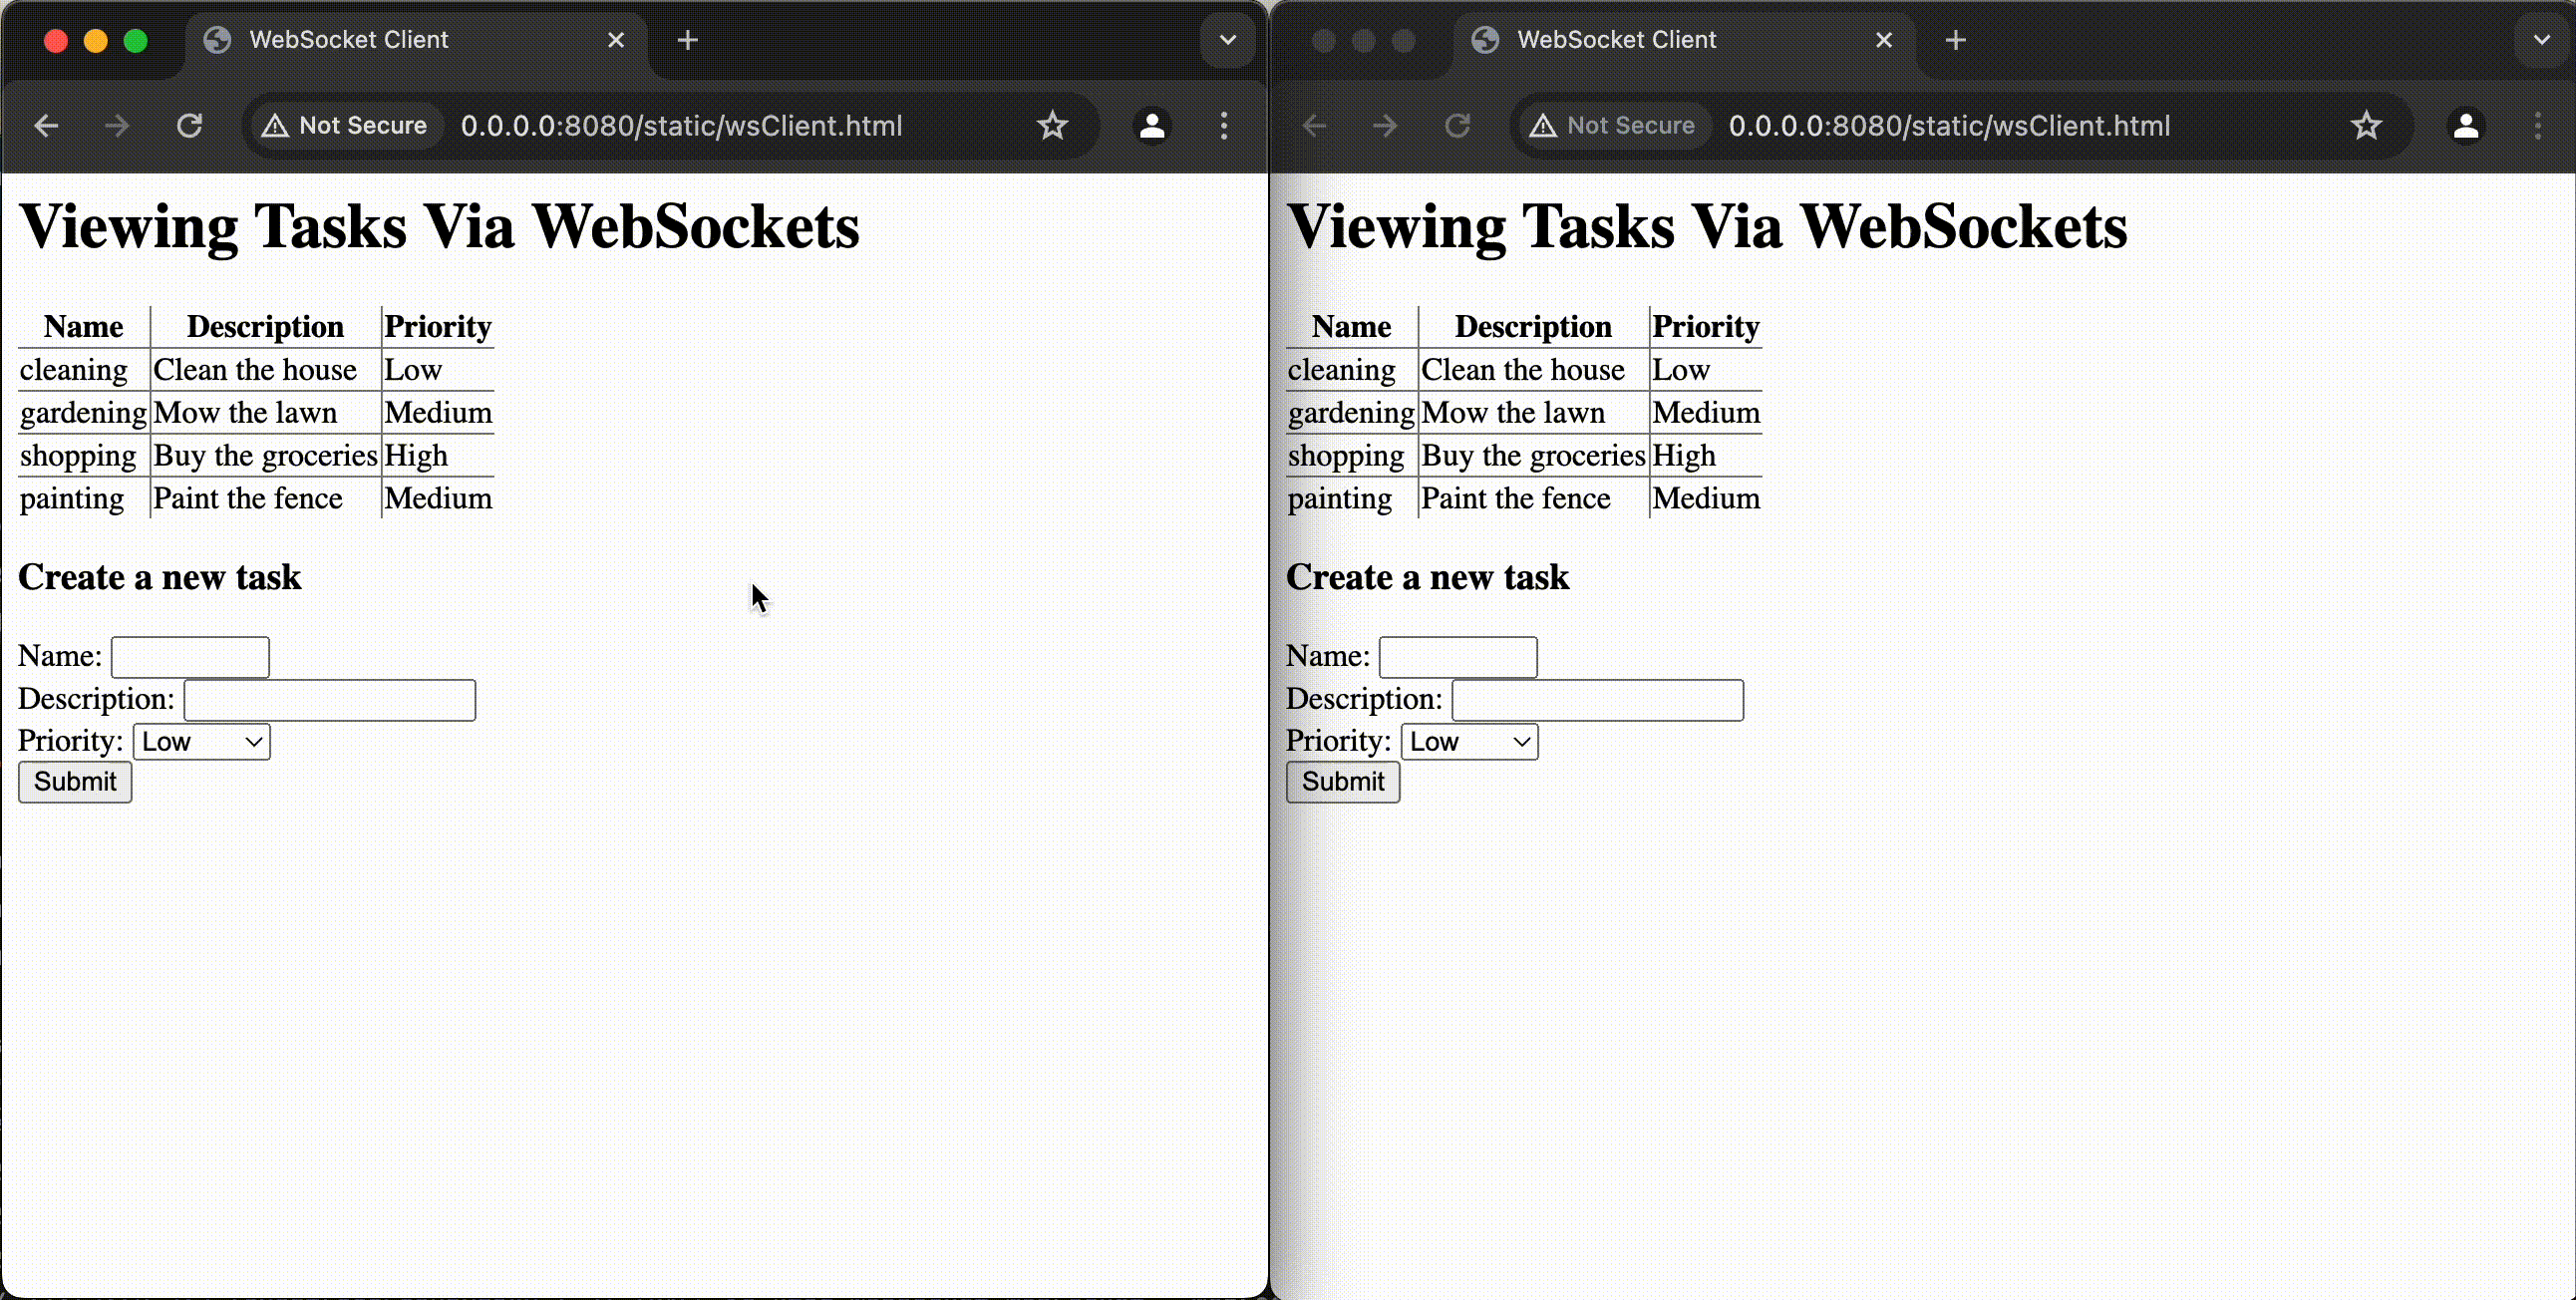 WebSocket Client
Not Secure 0.0.0.0:8080/static/wsClient.html
Viewing Tasks Via WebSockets
Name Description Priority
cleaning Clean the house Low
gardening Mow the lawn Medium
shopping Buy the groceries High
painting Paint the fence Medium
Create a new task
Name:
Description:
Priority: Low
Submit
WebSocket Client
Not Secure 0.0.0.0:8080/static/wsClient.html
Viewing Tasks Via WebSockets
Name Description Priority
cleaning Clean the house Low
gardening Mow the lawn Medium
shopping Buy the groceries High
painting Paint the fence Medium
Create a new task
Name:
Description:
Priority: Low
Submit